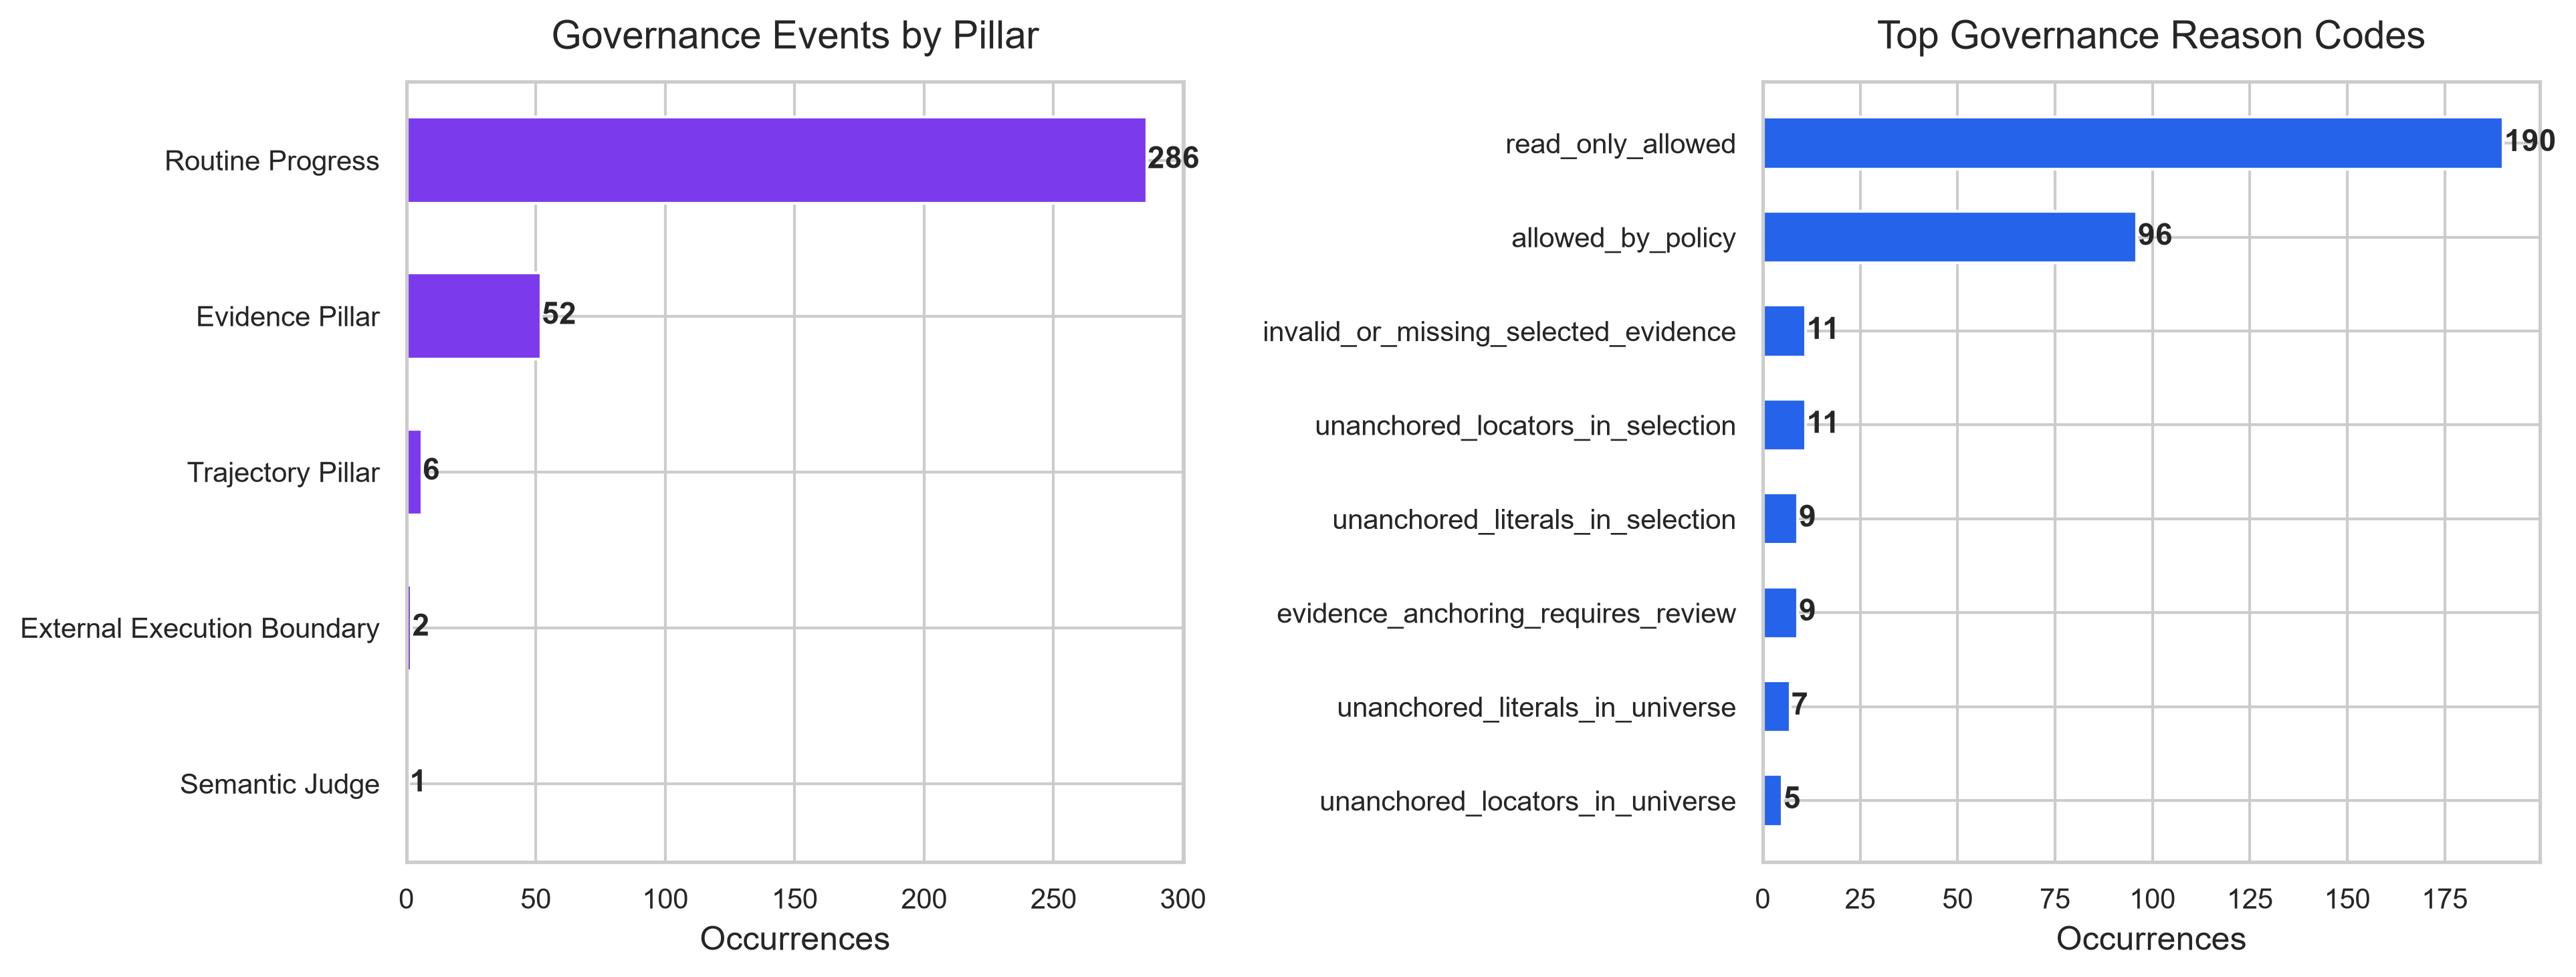 Governance Events by Pillar
Routine Progress
286
Evidence Pillar
52
Trajectory Pillar
6
External Execution Boundary
2
Semantic Judge
1
0 50 100 150 200 250 300
Occurrences
Top Governance Reason Codes
read_only_allowed
190
allowed_by_policy
96
invalid_or_missing_selected_evidence
11
unanchored_locators_in_selection
11
unanchored_literals_in_selection
9
evidence_anchoring_requires_review
9
unanchored_literals_in_universe
7
unanchored_locators_in_universe
5
0 25 50 75 100 125 150 175
Occurrences